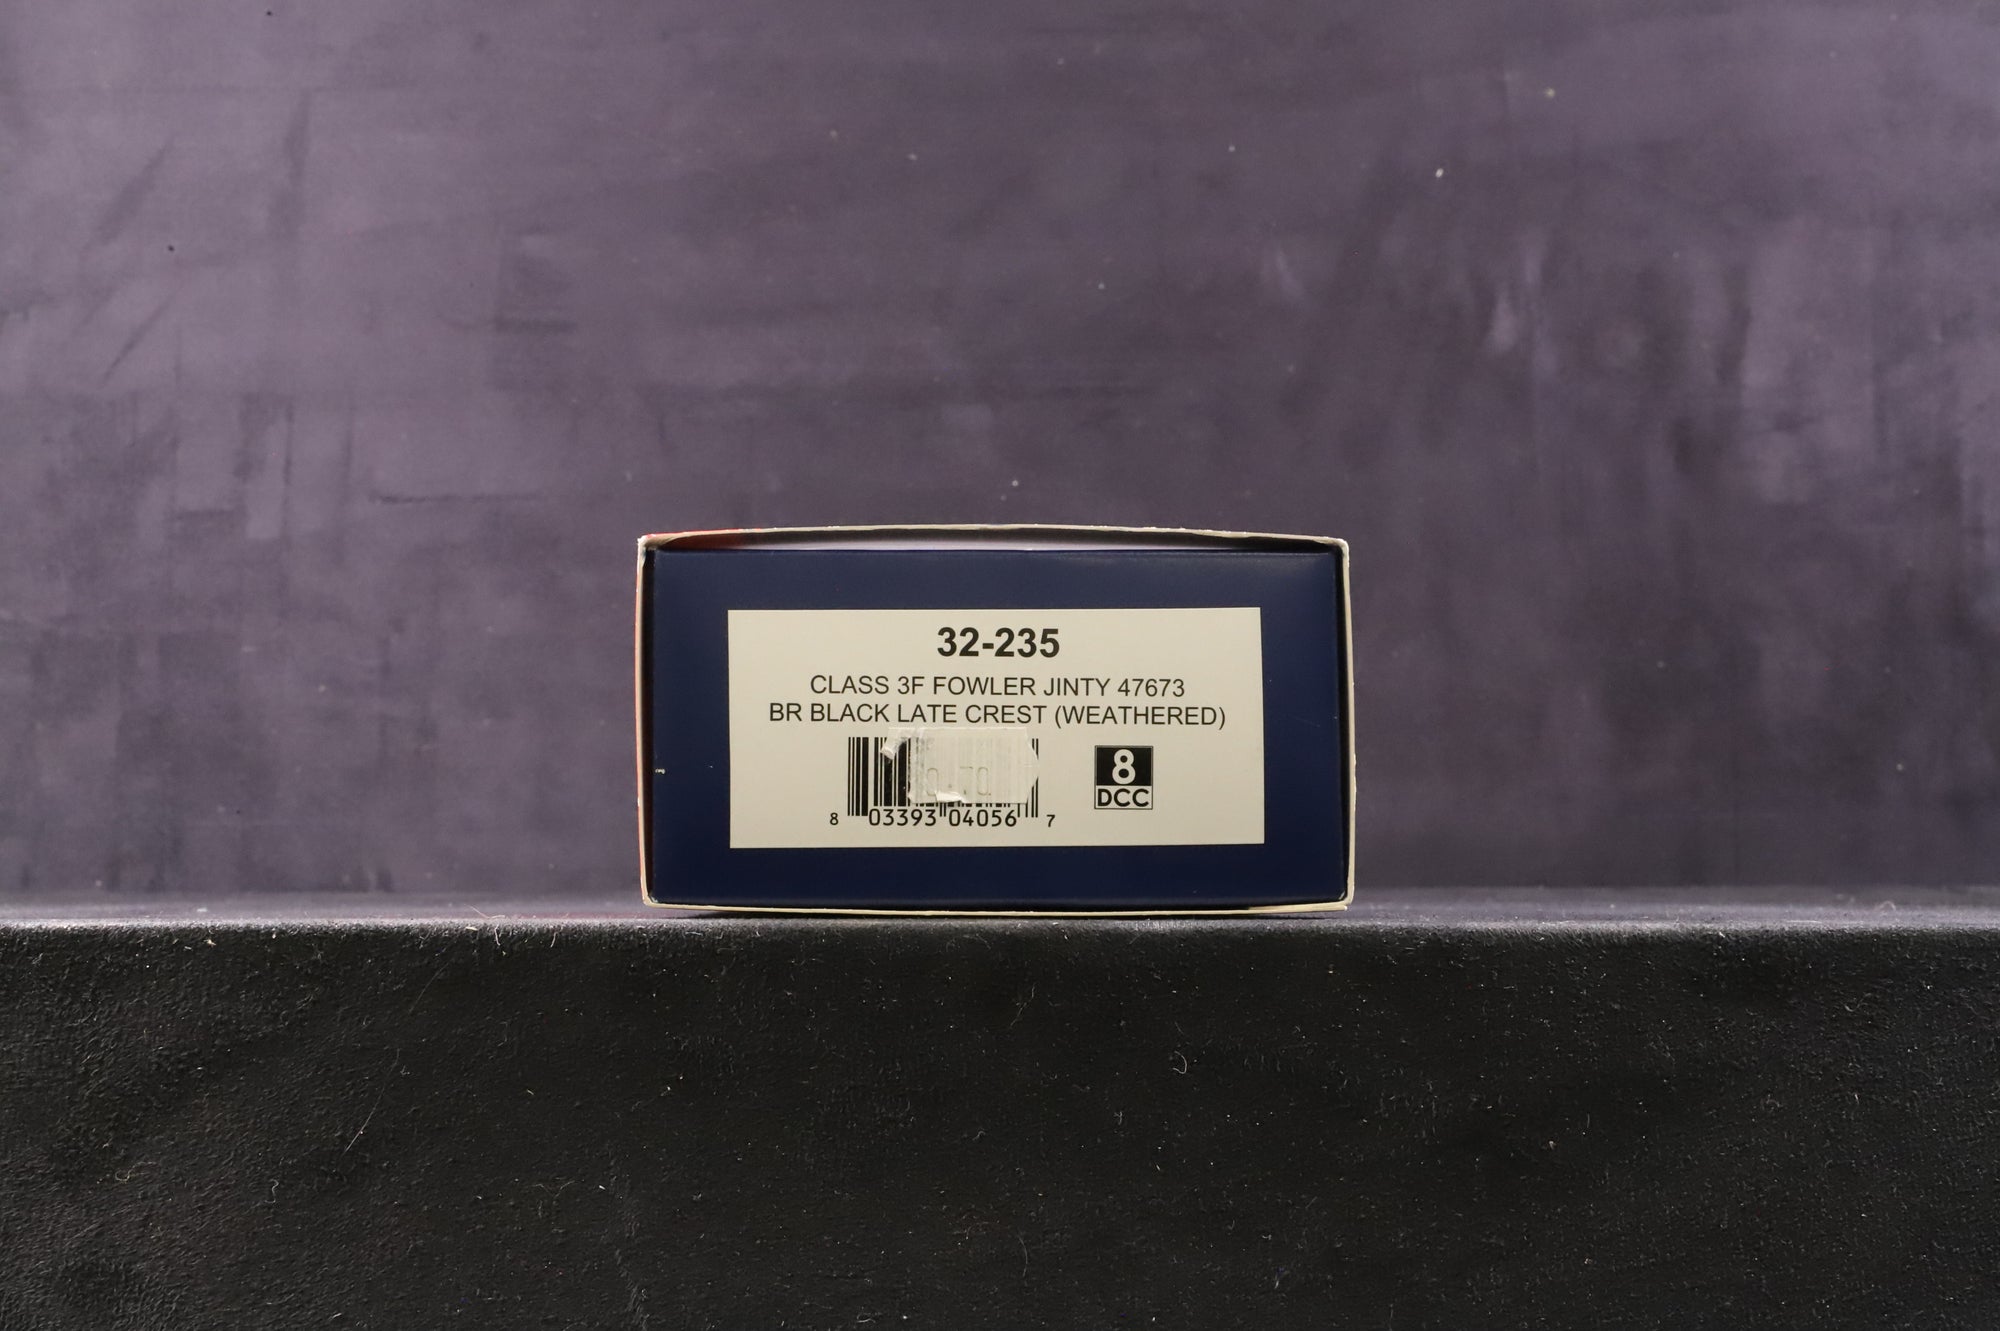 32-235
CLASS 3F FOWLER JINTY 47673
BR BLACK LATE CREST (WEATHERED)
8 03393 04056 7
8
DCC